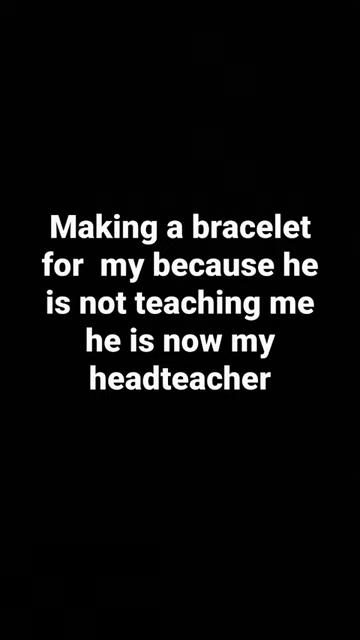 Making a bracelet
for  my because he
is not teaching me
he is now my
headteacher